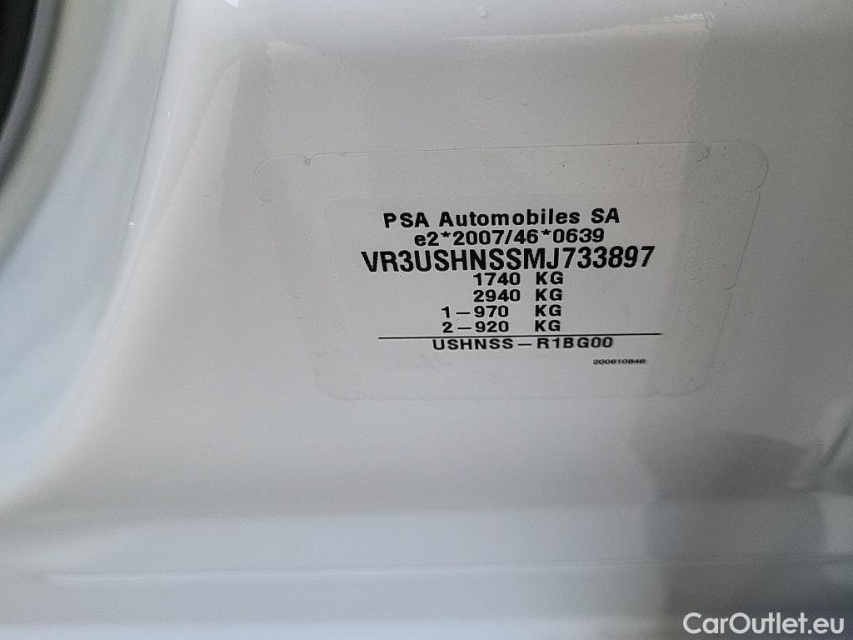 PSA Automobiles SA
e2*2007/46*0639
VR3USHNSSMJ733897
1740 KG
2940 KG
1–970 KG
2–920 KG
USHNSS–R1BG00
200610846
CarOutlet.eu